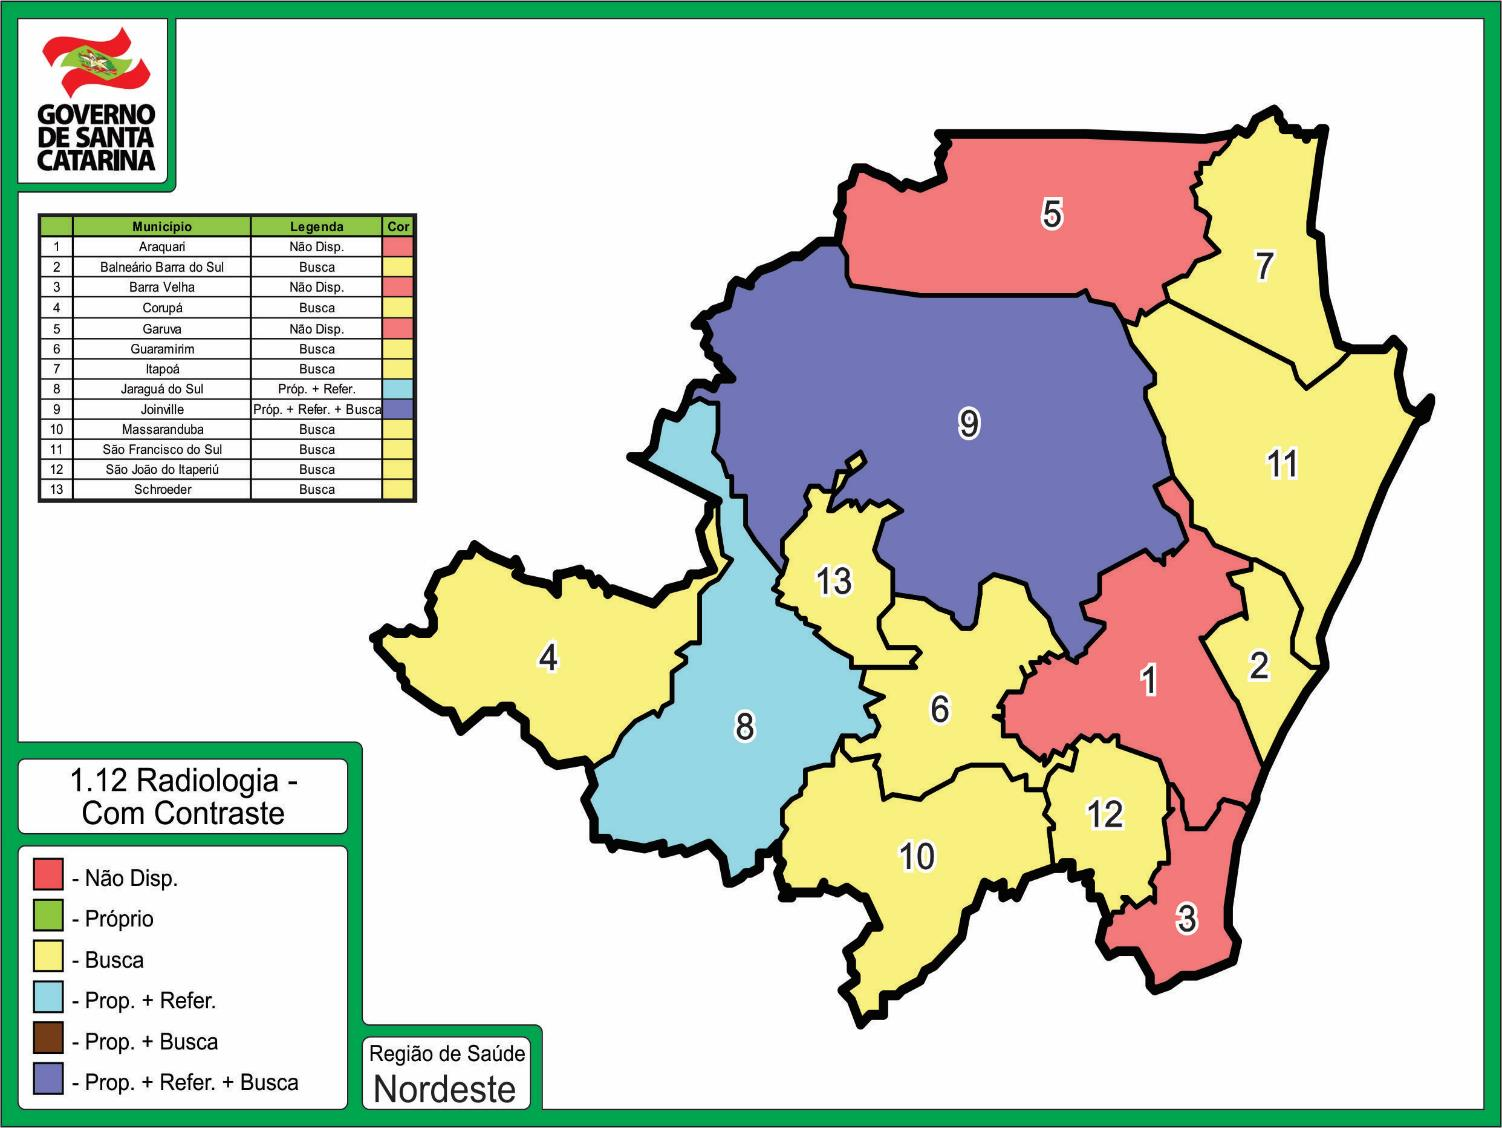 GOVERNO
DE SANTA
CATARINA
Município Legenda Cor
1 Araquari Não Disp.
2 Balneário Barra do Sul Busca
3 Barra Velha Não Disp.
4 Corupá Busca
5 Garuva Não Disp.
6 Guaramirim Busca
7 Itapoá Busca
8 Jaraguá do Sul Próp. + Refer.
9 Joinville Próp. + Refer. + Busca
10 Massaranduba Busca
11 São Francisco do Sul Busca
12 São João do Itaperiú Busca
13 Schroeder Busca
5
7
9
11
13
4
2
1
6
8
12
10
3
1.12 Radiologia -
Com Contraste
- Não Disp.
- Próprio
- Busca
- Prop. + Refer.
- Prop. + Busca
- Prop. + Refer. + Busca
Região de Saúde
Nordeste